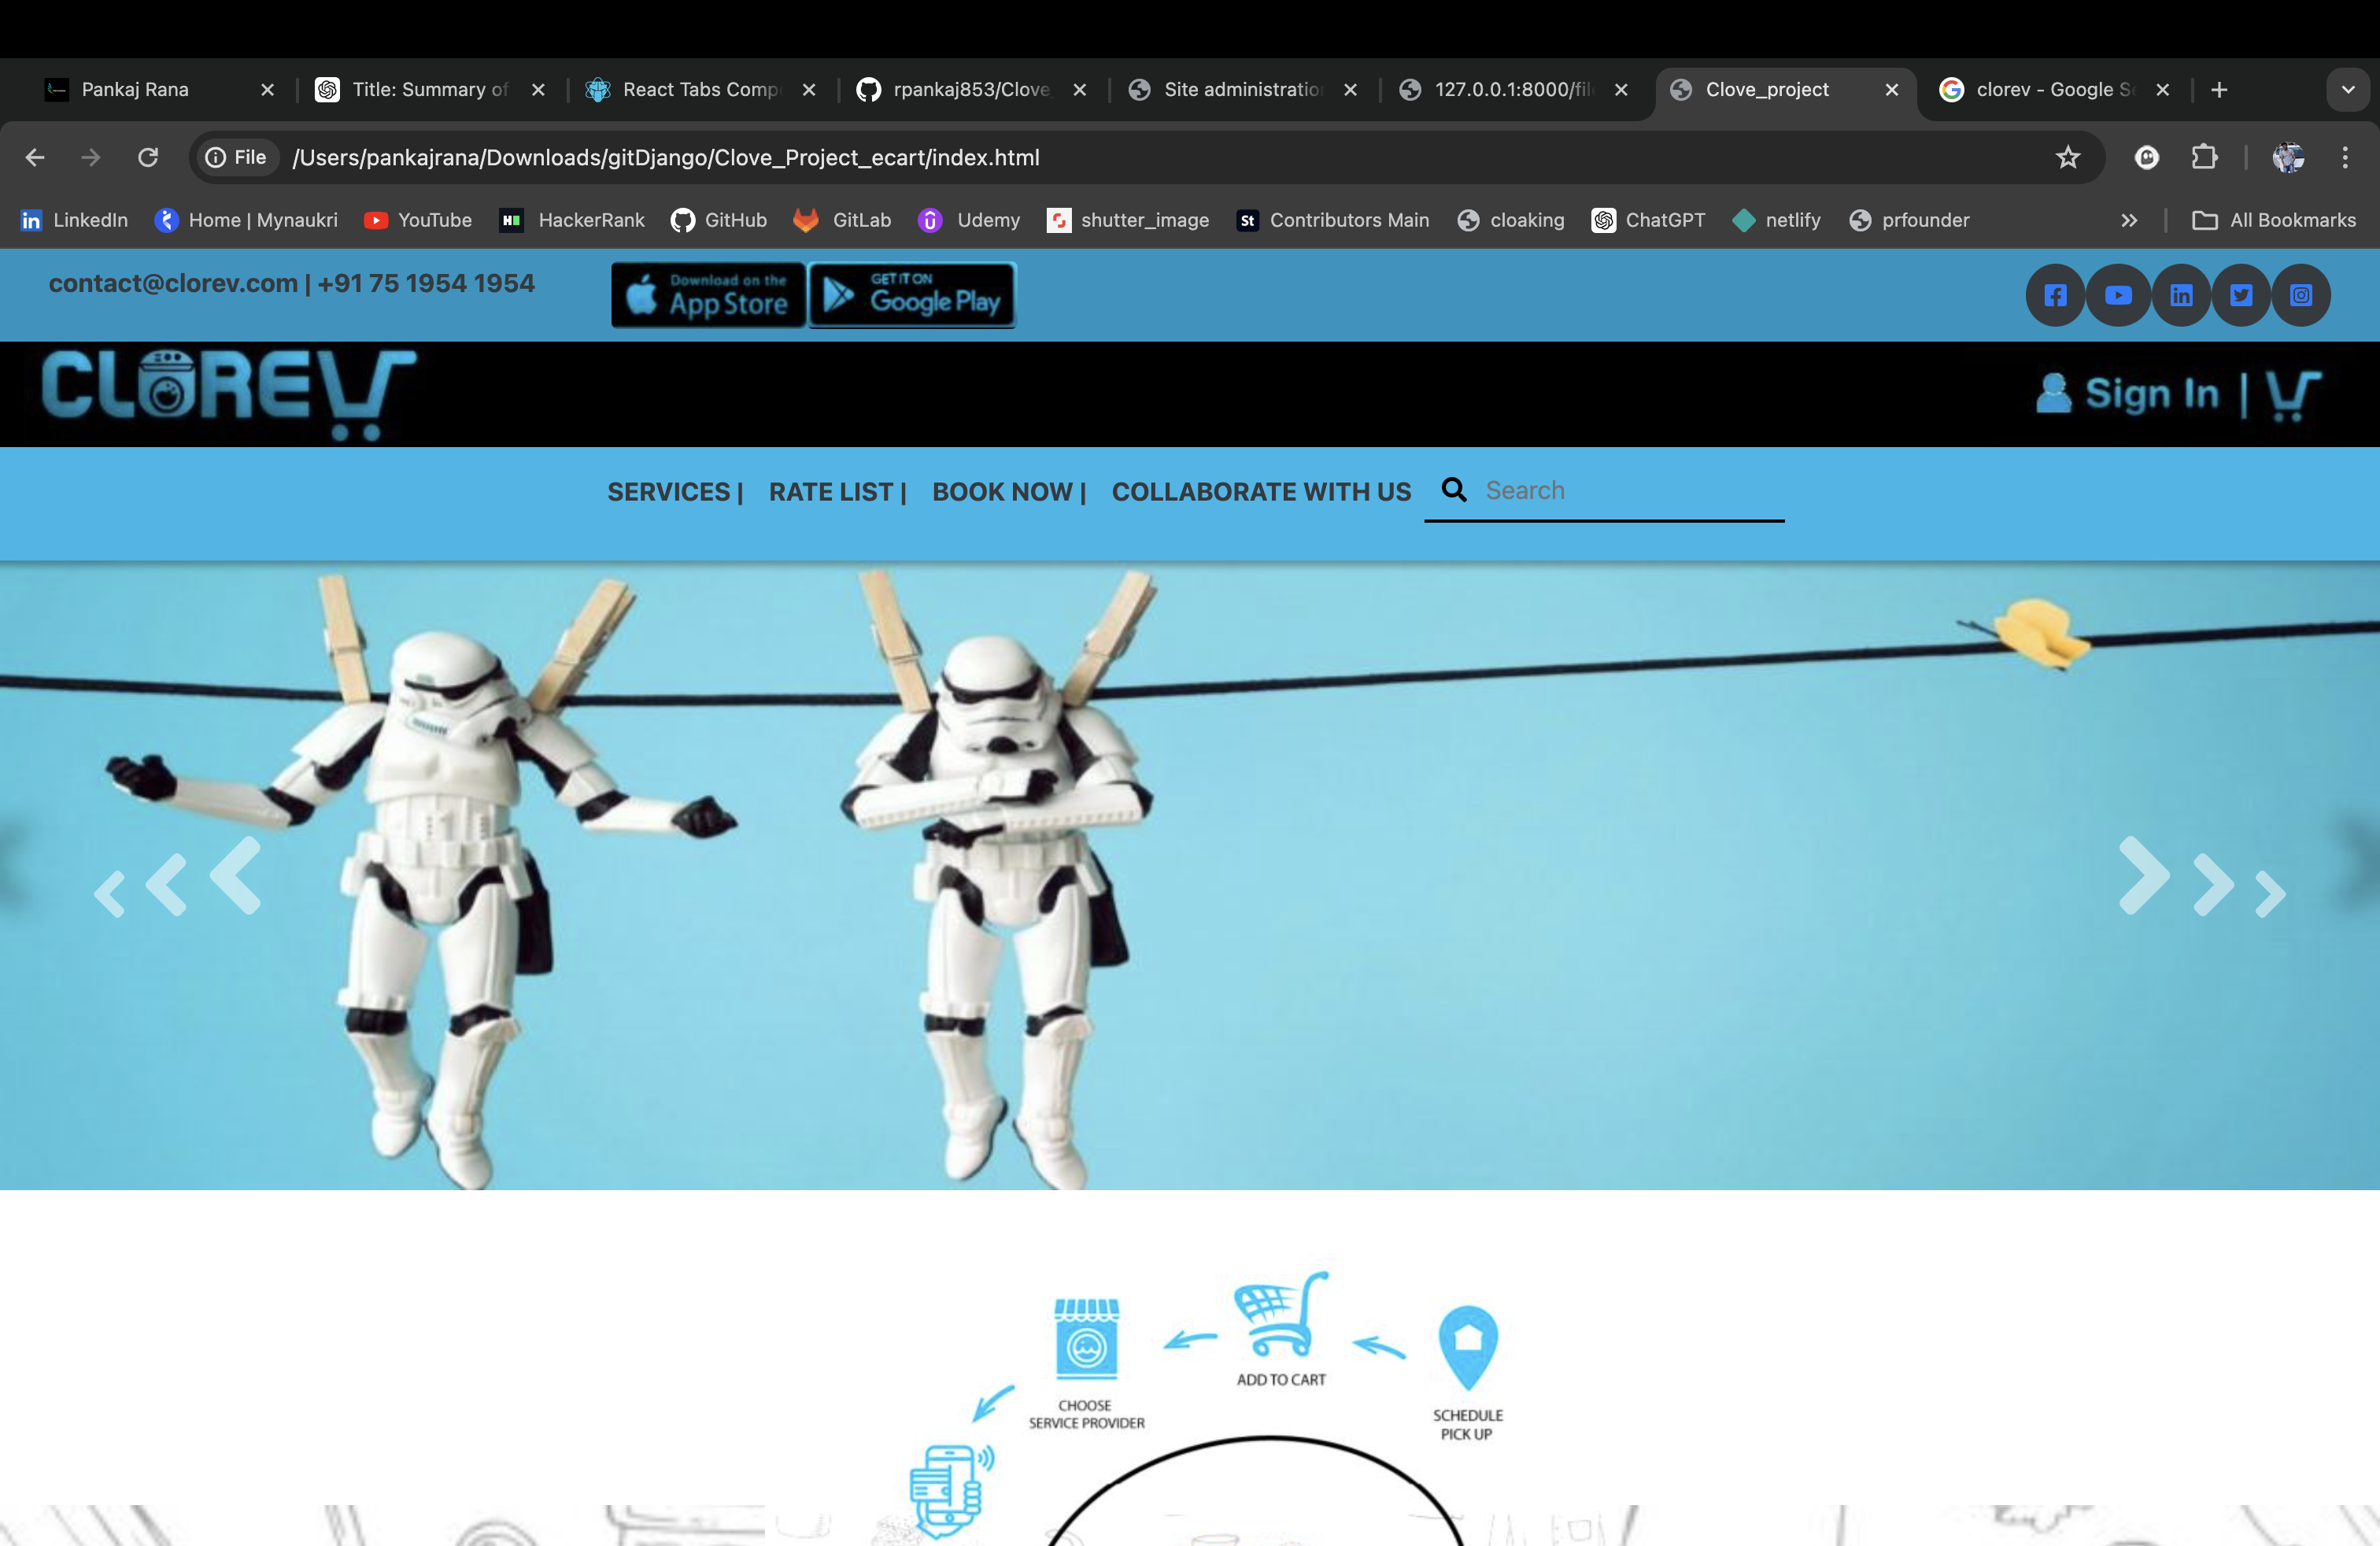 Pankaj Rana
Title: Summary of
React Tabs Comp
rpankaj853/Clove
Site administration
127.0.0.1:8000/fil
Clove_project
clorev - Google Se
File
/Users/pankajrana/Downloads/gitDjango/Clove_Project_ecart/index.html
LinkedIn
Home | Mynaukri
YouTube
HackerRank
GitHub
GitLab
Udemy
shutter_image
Contributors Main
cloaking
ChatGPT
netlify
prfounder
All Bookmarks
contact@clorev.com | +91 75 1954 1954
Download on the
App Store
GET IT ON
Google Play
CLOREV
Sign In |
SERVICES |
RATE LIST |
BOOK NOW |
COLLABORATE WITH US
Search
ADD TO CART
CHOOSE
SERVICE PROVIDER
SCHEDULE
PICK UP